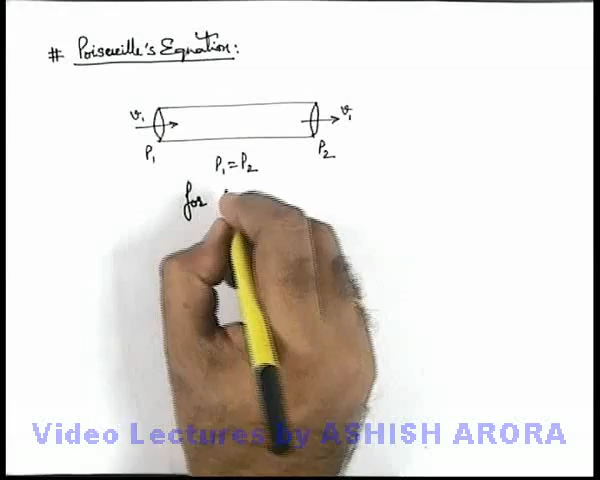 # Poiseuille's Equation:
v₁ v₁
P₁ P₂
P₁ = P₂
for
Video Lectures by ASHISH ARORA